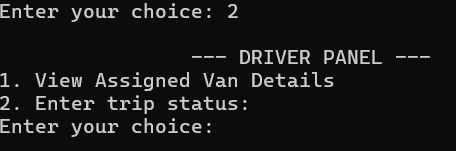 Enter your choice: 2
--- DRIVER PANEL ---
1. View Assigned Van Details
2. Enter trip status:
Enter your choice: